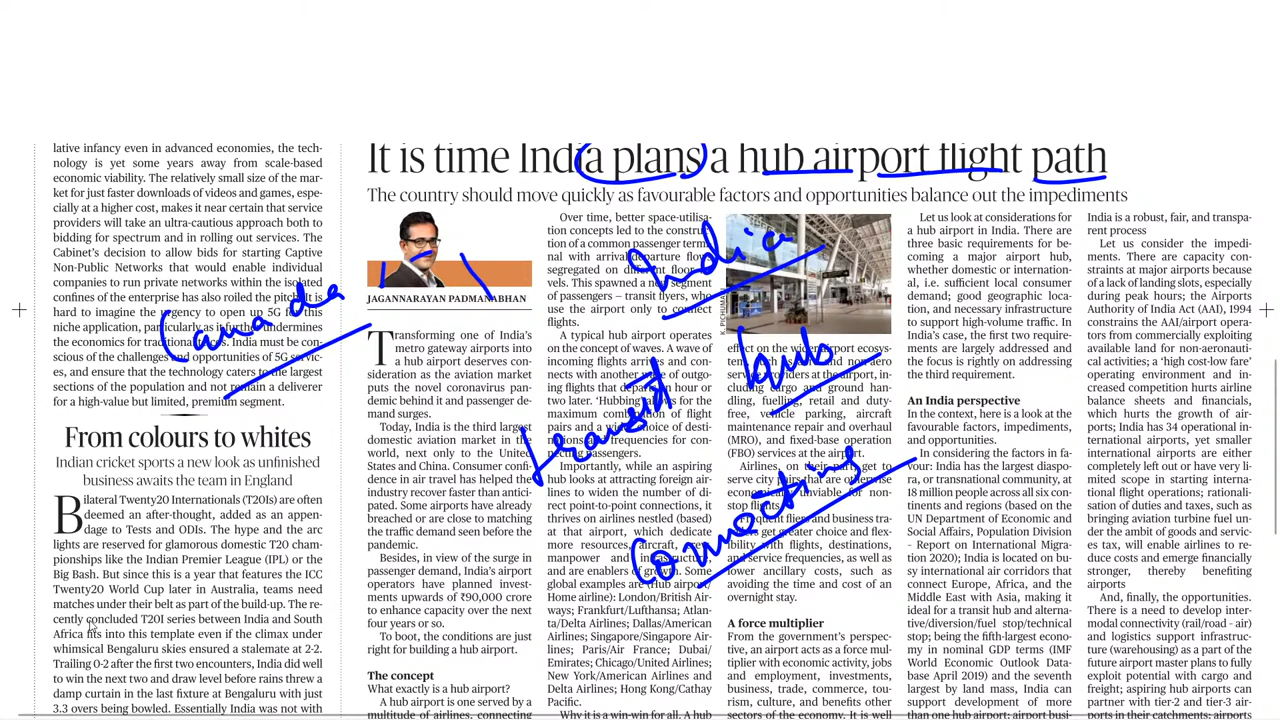 lative infancy even in advanced economies, the tech-
nology is yet some years away from scale-based
economic viability. The relatively small size of the mar-
ket for just faster downloads of videos and games, espe-
cially at a higher cost, makes it near certain that service
providers will take an ultra-cautious approach both to
bidding for spectrum and in rolling out services. The
Cabinet's decision to allow bids for starting Captive
Non-Public Networks that would enable individual
companies to run private networks within the isolated
confines of the enterprise has also roiled the pitch. It is
hard to imagine the urgency to open up 5G for this
niche application, particularly as it further undermines
the economics for traditional telcos. India must be con-
scious of the challenges and opportunities of 5G servic-
es, and ensure that the technology caters to the largest
sections of the population and not remain a deliverer
for a high-value but limited, premium segment.
From colours to whites
Indian cricket sports a new look as unfinished
business awaits the team in England
Bilateral Twenty20 Internationals (T20Is) are often
deemed an after-thought, added as an appen-
dage to Tests and ODIs. The hype and the arc
lights are reserved for glamorous domestic T20 cham-
pionships like the Indian Premier League (IPL) or the
Big Bash. But since this is a year that features the ICC
Twenty20 World Cup later in Australia, teams need
matches under their belt as part of the build-up. The re-
cently concluded T20I series between India and South
Africa fits into this template even if the climax under
whimsical Bengaluru skies ensured a stalemate at 2-2.
Trailing 0-2 after the first two encounters, India did well
to win the next two and draw level before rains threw a
damp curtain in the last fixture at Bengaluru with just
3.3 overs being bowled. Essentially India was not with
It is time India plans a hub airport flight path
The country should move quickly as favourable factors and opportunities balance out the impediments
JAGANNARAYAN PADMANABHAN
Transforming one of India's
metro gateway airports into
a hub airport deserves con-
sideration as the aviation market
puts the novel coronavirus pan-
demic behind it and passenger de-
mand surges.
Today, India is the third largest
domestic aviation market in the
world, next only to the United
States and China. Consumer confi-
dence in air travel has helped the
industry recover faster than antici-
pated. Some airports have already
breached or are close to matching
the traffic demand seen before the
pandemic.
Besides, in view of the surge in
passenger demand, India's airport
operators have planned invest-
ments upwards of ₹90,000 crore
to enhance capacity over the next
four years or so.
To boot, the conditions are just
right for building a hub airport.
The concept
What exactly is a hub airport?
A hub airport is one served by a
multitude of airlines, connecting
Over time, better space-utilisa-
tion concepts led to the construc-
tion of a common passenger termi-
nal with arrival/departure flows
segregated on different floor le-
vels. This spawned a new segment
of passengers – transit flyers, who
use the airport only to connect
flights.
A typical hub airport operates
on the concept of waves. A wave of
incoming flights arrives and con-
nects with another wave of outgo-
ing flights that departs an hour or
two later. 'Hubbing' allows for the
maximum combination of flight
pairs and a wide choice of desti-
nations and frequencies for con-
necting passengers.
Importantly, while an aspiring
hub looks at attracting foreign air-
lines to widen the number of di-
rect point-to-point connections, it
thrives on airlines nestled (based)
at that airport, which dedicate
more resources, aircraft,
manpower and infrastructure,
and are enablers of growth. Some
global examples are (Hub airport/
Home airline): London/British Air-
ways; Frankfurt/Lufthansa; Atlan-
ta/Delta Airlines; Dallas/American
Airlines; Singapore/Singapore Air-
lines; Paris/Air France; Dubai/
Emirates; Chicago/United Airlines;
New York/American Airlines and
Delta Airlines; Hong Kong/Cathay
Pacific.
Why it is a win-win for all. A hub
K. PICHUMANI
effect on the wider airport ecosys-
tem, such as aero and non-aero
service providers at the airport, in-
cluding cargo and ground han-
dling, fuelling, retail and duty-
free, vehicle parking, aircraft
maintenance repair and overhaul
(MRO), and fixed-base operation
(FBO) services at the airport.
Airlines, on their part, get to
serve city pairs that are otherwise
economically unviable for non-
stop flights.
Frequent fliers and business tra-
vellers get greater choice and flex-
ibility with flights, destinations,
and service frequencies, as well as
lower ancillary costs, such as
avoiding the time and cost of an
overnight stay.
A force multiplier
From the government's perspec-
tive, an airport acts as a force mul-
tiplier with economic activity, jobs
and employment, investments,
business, trade, commerce, tou-
rism, culture, and benefits other
sectors of the economy. It is well
Let us look at considerations for
a hub airport in India. There are
three basic requirements for be-
coming a major airport hub,
whether domestic or internation-
al, i.e. sufficient local consumer
demand; good geographic loca-
tion, and necessary infrastructure
to support high-volume traffic. In
India's case, the first two require-
ments are largely addressed and
the focus is rightly on addressing
the third requirement.
An India perspective
In the context, here is a look at the
favourable factors, impediments,
and opportunities.
In considering the factors in fa-
vour: India has the largest diaspo-
ra, or transnational community, at
18 million people across all six con-
tinents and regions (based on the
UN Department of Economic and
Social Affairs, Population Division
- Report on International Migra-
tion 2020); India is located on bu-
sy international air corridors that
connect Europe, Africa, and the
Middle East with Asia, making it
ideal for a transit hub and alterna-
tive/diversion/fuel stop/technical
stop; being the fifth-largest econo-
my in nominal GDP terms (IMF
World Economic Outlook Data-
base April 2019) and the seventh
largest by land mass, India can
support development of more
than one hub airport; airport busi-
India is a robust, fair, and transpa-
rent process
Let us consider the impedi-
ments. There are capacity con-
straints at major airports because
of a lack of landing slots, especially
during peak hours; the Airports
Authority of India Act (AAI), 1994
constrains the AAI/airport opera-
tors from commercially exploiting
available land for non-aeronauti-
cal activities; a 'high cost-low fare'
operating environment and in-
creased competition hurts airline
balance sheets and financials,
which hurts the growth of air-
ports; India has 34 operational in-
ternational airports, yet smaller
international airports are either
completely left out or have very li-
mited scope in starting interna-
tional flight operations; rationali-
sation of duties and taxes, such as
bringing aviation turbine fuel un-
der the ambit of goods and servic-
es tax, will enable airlines to re-
duce costs and emerge financially
stronger, thereby benefiting
airports.
And, finally, the opportunities.
There is a need to develop inter-
modal connectivity (rail/road - air)
and logistics support infrastruc-
ture (warehousing) as a part of the
future airport master plans to fully
exploit potential with cargo and
freight; aspiring hub airports can
partner with tier-2 and tier-3 air-
ports in their catchments, airports
Canada
India
transit
hub
Connecting